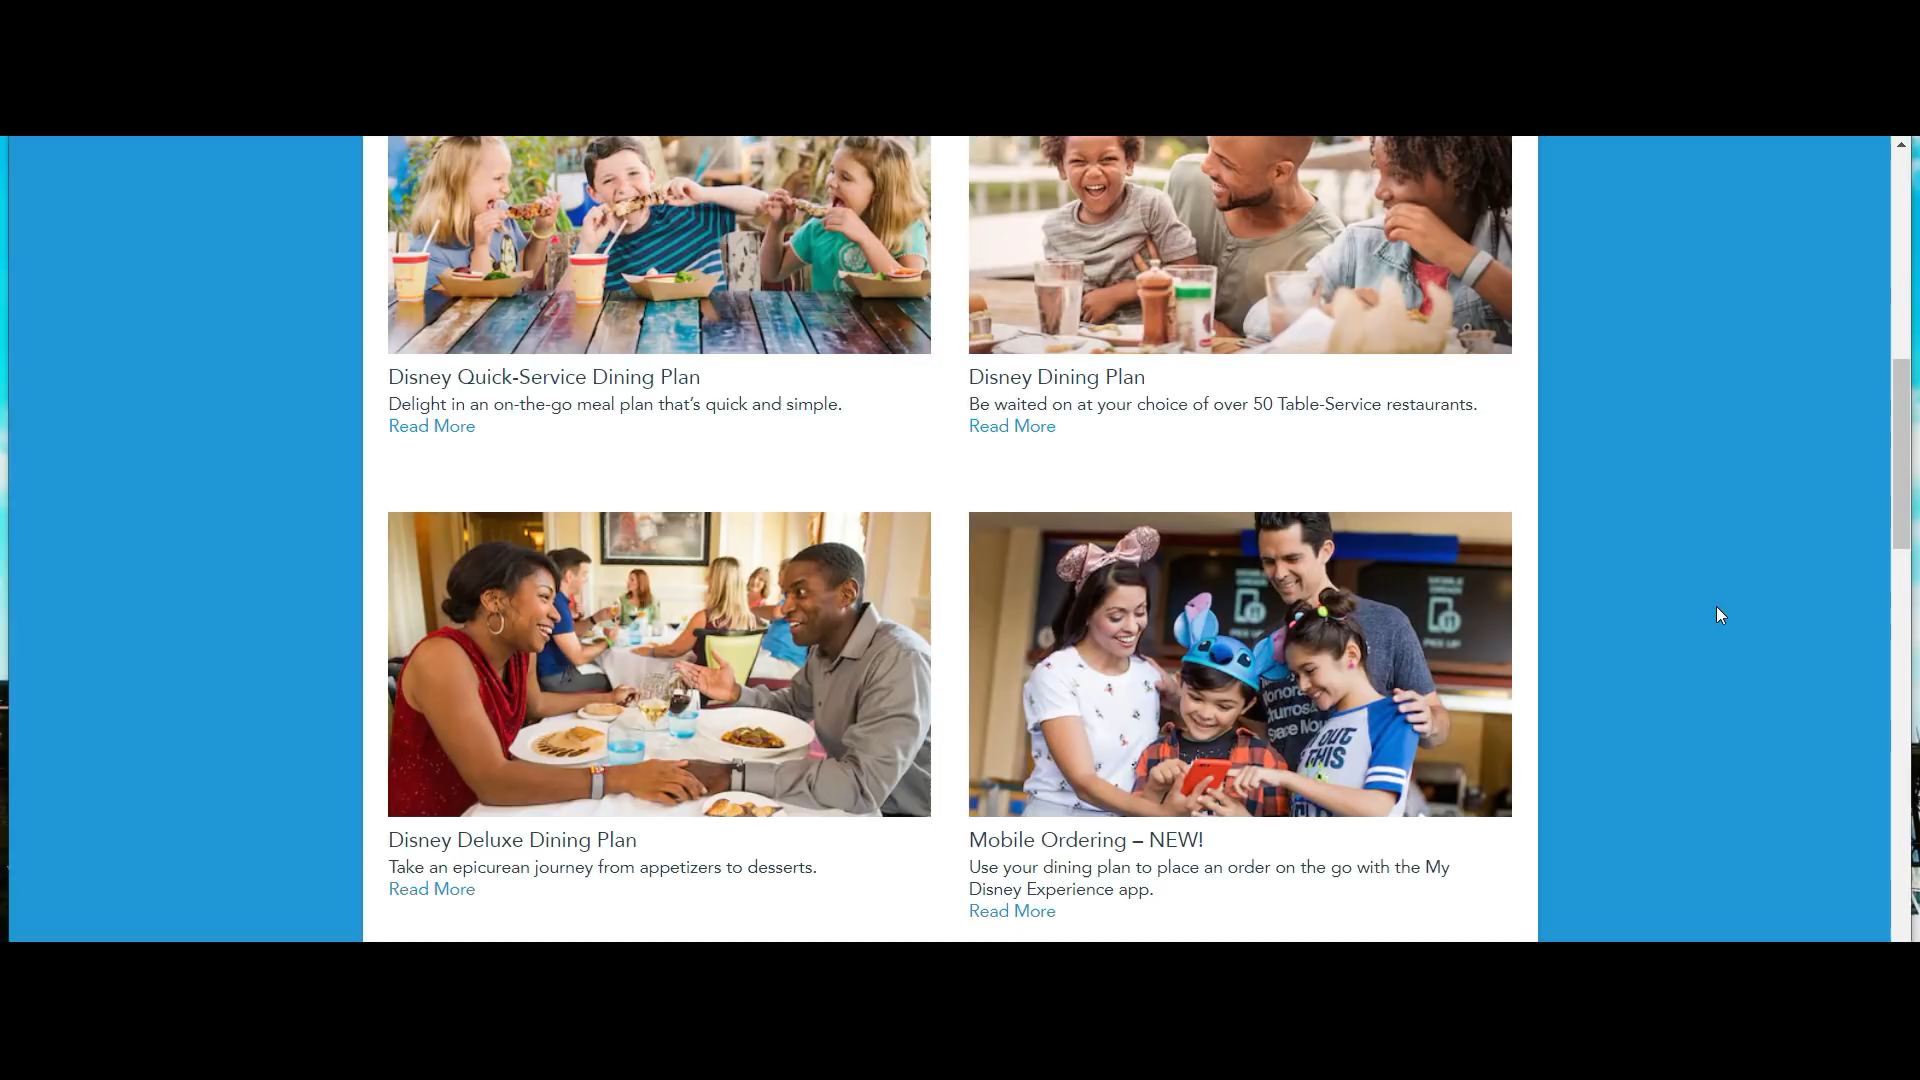 Disney Quick-Service Dining Plan
Delight in an on-the-go meal plan that’s quick and simple.
Read More
Disney Dining Plan
Be waited on at your choice of over 50 Table-Service restaurants.
Read More
Disney Deluxe Dining Plan
Take an epicurean journey from appetizers to desserts.
Read More
OUT
THIS
Mobile Ordering – NEW!
Use your dining plan to place an order on the go with the My
Disney Experience app.
Read More